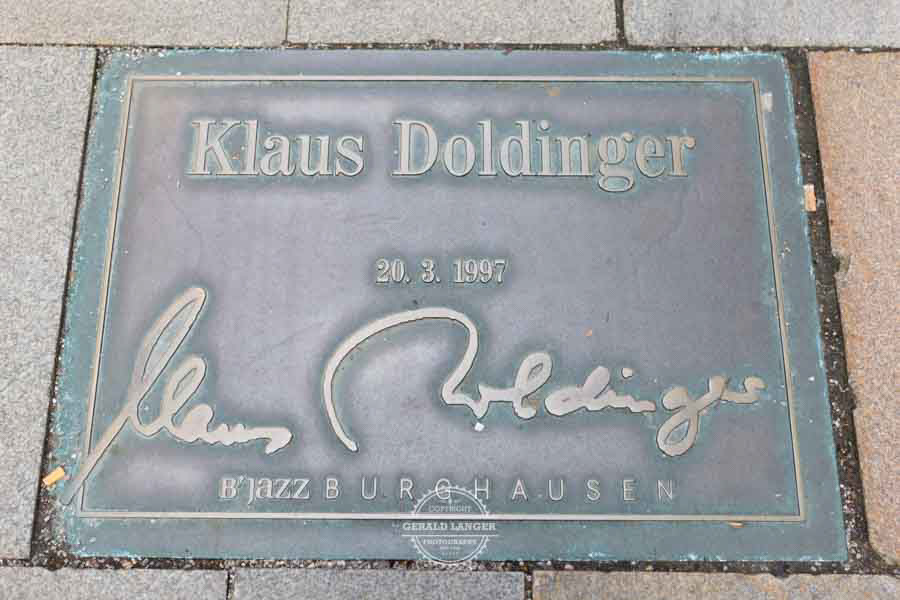 Klaus Doldinger
20. 3. 1997
Klaus Doldinger
B'jazz BURGHAUSEN
COPYRIGHT
GERALD LANGER
PHOTOGRAPHY